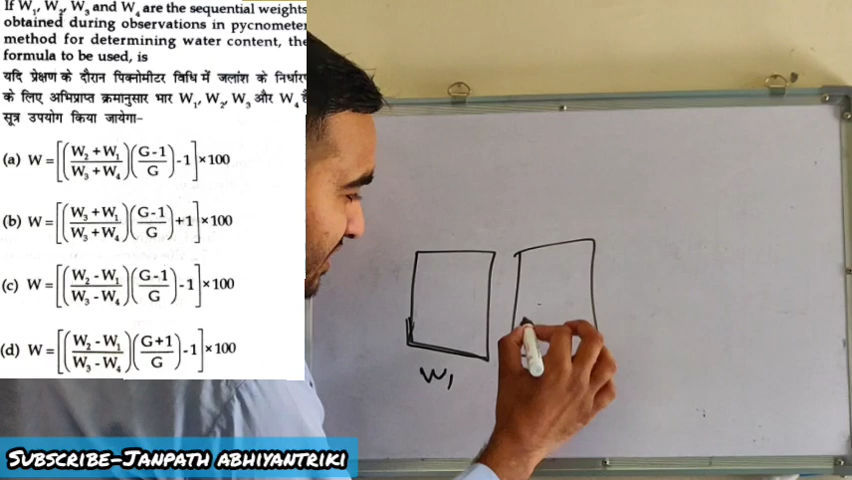 If W₁, W₂, W₃ and W₄ are the sequential weights
obtained during observations in pycnometer
method for determining water content, the
formula to be used, is
यदि प्रेक्षण के दौरान पिक्नोमीटर विधि में जलांश के निर्धारण
के लिए अभिप्राप्त क्रमानुसार भार W₁, W₂, W₃ और W₄ है
सूत्र उपयोग किया जायेगा–
(a) W = [((W₂ + W₁)/(W₃ + W₄))((G - 1)/G) - 1] × 100
(b) W = [((W₃ + W₁)/(W₃ + W₄))((G - 1)/G) + 1] × 100
(c) W = [((W₂ - W₁)/(W₃ - W₄))((G - 1)/G) - 1] × 100
(d) W = [((W₂ - W₁)/(W₃ - W₄))((G + 1)/G) - 1] × 100
W₁
SUBSCRIBE-JANPATH ABHIYANTRIKI